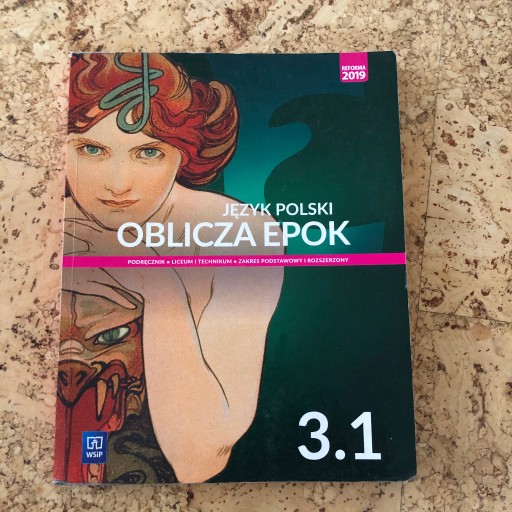 REFORMA
2019
JĘZYK POLSKI
OBLICZA EPOK
PODRĘCZNIK • LICEUM I TECHNIKUM • ZAKRES PODSTAWOWY I ROZSZERZONY
3.1
WSiP